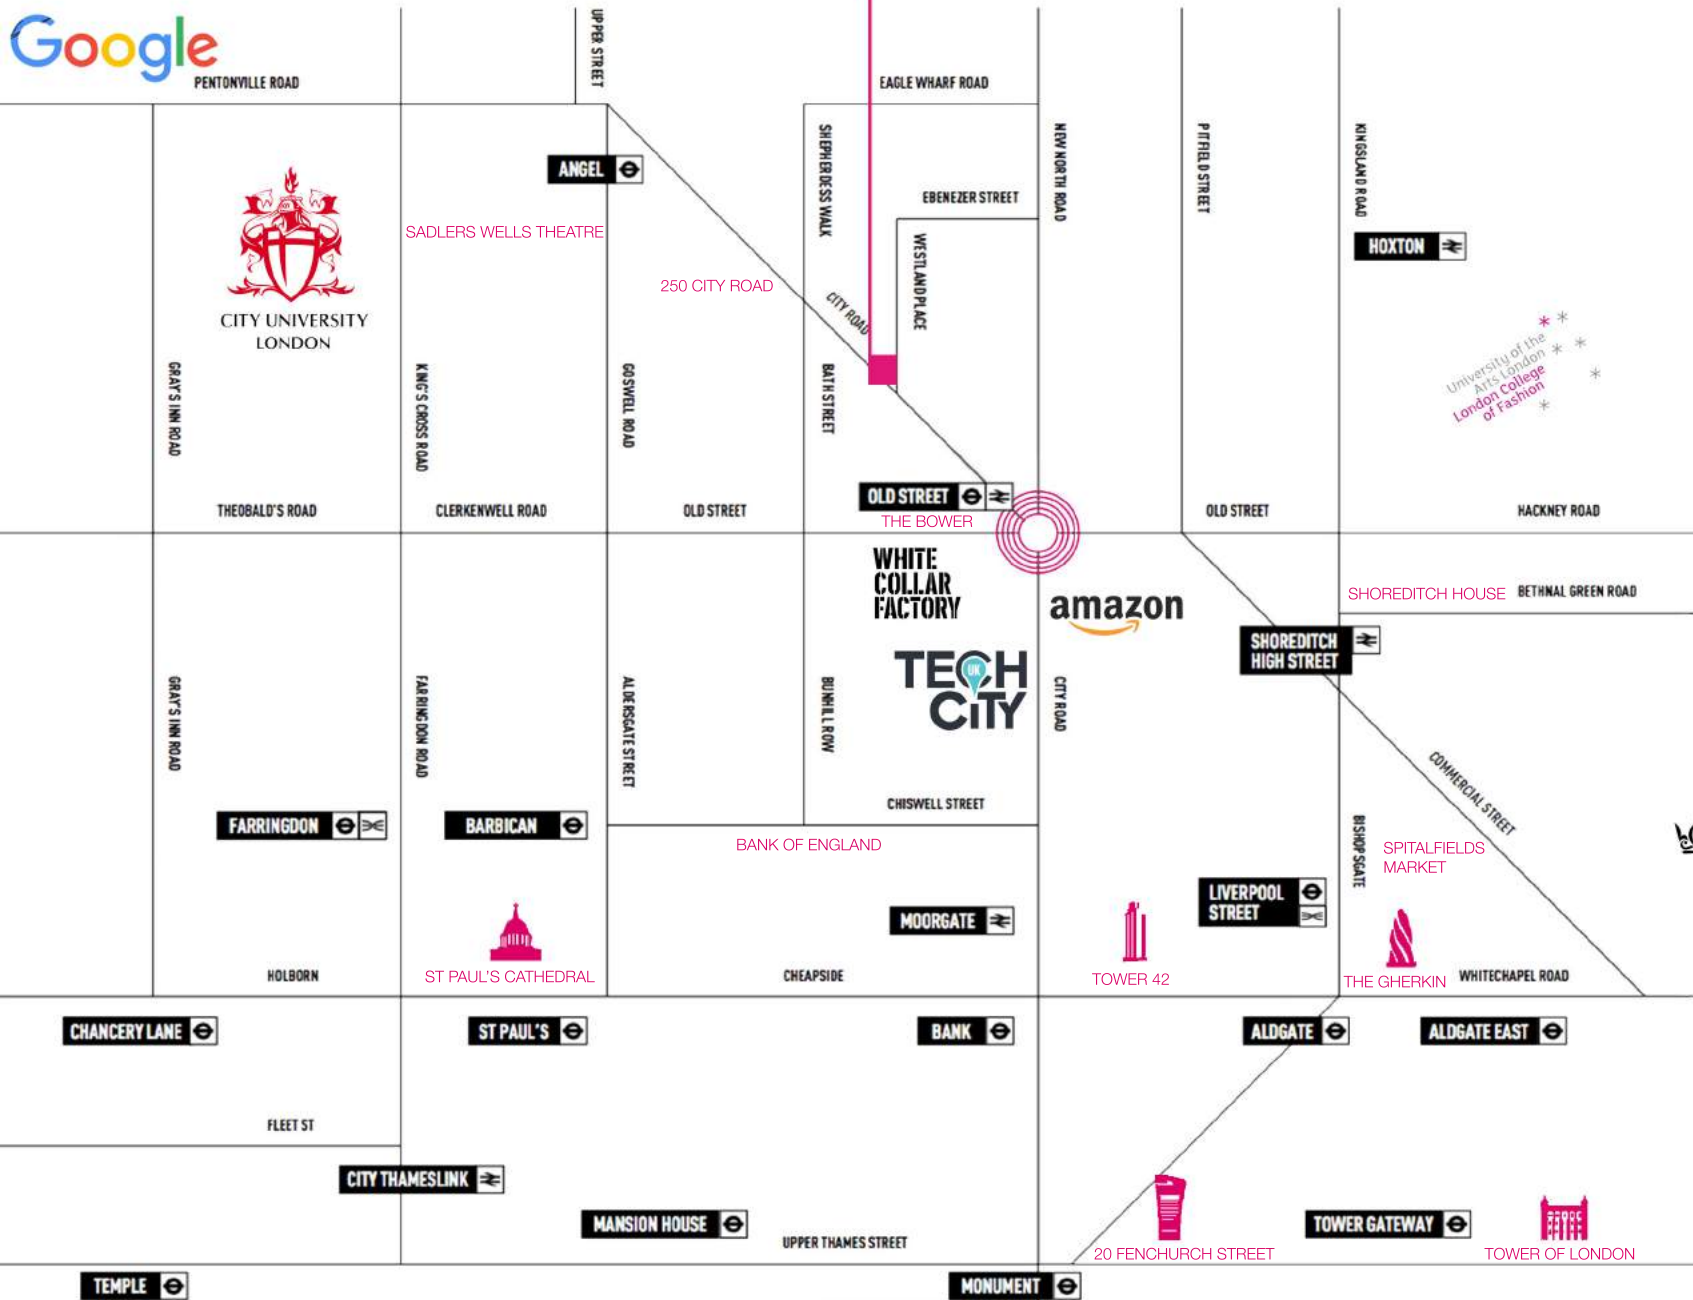 Google
UPPER STREET
PENTONVILLE ROAD
EAGLE WHARF ROAD
SHEPHERDESS WALK
NEW NORTH ROAD
PITFIELD STREET
KINGSLAND ROAD
ANGEL
EBENEZER STREET
SADLERS WELLS THEATRE
WESTLAND PLACE
HOXTON
250 CITY ROAD
CITY ROAD
CITY UNIVERSITY
LONDON
University of the
Arts London
London College
of Fashion
GRAY'S INN ROAD
KING'S CROSS ROAD
GOSWELL ROAD
BATH STREET
OLD STREET
THEOBALD'S ROAD
CLERKENWELL ROAD
OLD STREET
THE BOWER
OLD STREET
HACKNEY ROAD
WHITE
COLLAR
FACTORY
amazon
SHOREDITCH HOUSE
BETHNAL GREEN ROAD
SHOREDITCH
HIGH STREET
TECH
UK
CiTY
GRAY'S INN ROAD
FARRINGDON ROAD
ALDERSGATE STREET
BUNHILL ROW
CITY ROAD
COMMERCIAL STREET
CHISWELL STREET
FARRINGDON
BARBICAN
BANK OF ENGLAND
BISHOPSGATE
SPITALFIELDS
MARKET
LIVERPOOL
STREET
MOORGATE
HOLBORN
ST PAUL'S CATHEDRAL
CHEAPSIDE
TOWER 42
THE GHERKIN
WHITECHAPEL ROAD
CHANCERY LANE
ST PAUL'S
BANK
ALDGATE
ALDGATE EAST
FLEET ST
CITY THAMESLINK
MANSION HOUSE
UPPER THAMES STREET
TOWER GATEWAY
20 FENCHURCH STREET
TOWER OF LONDON
TEMPLE
MONUMENT